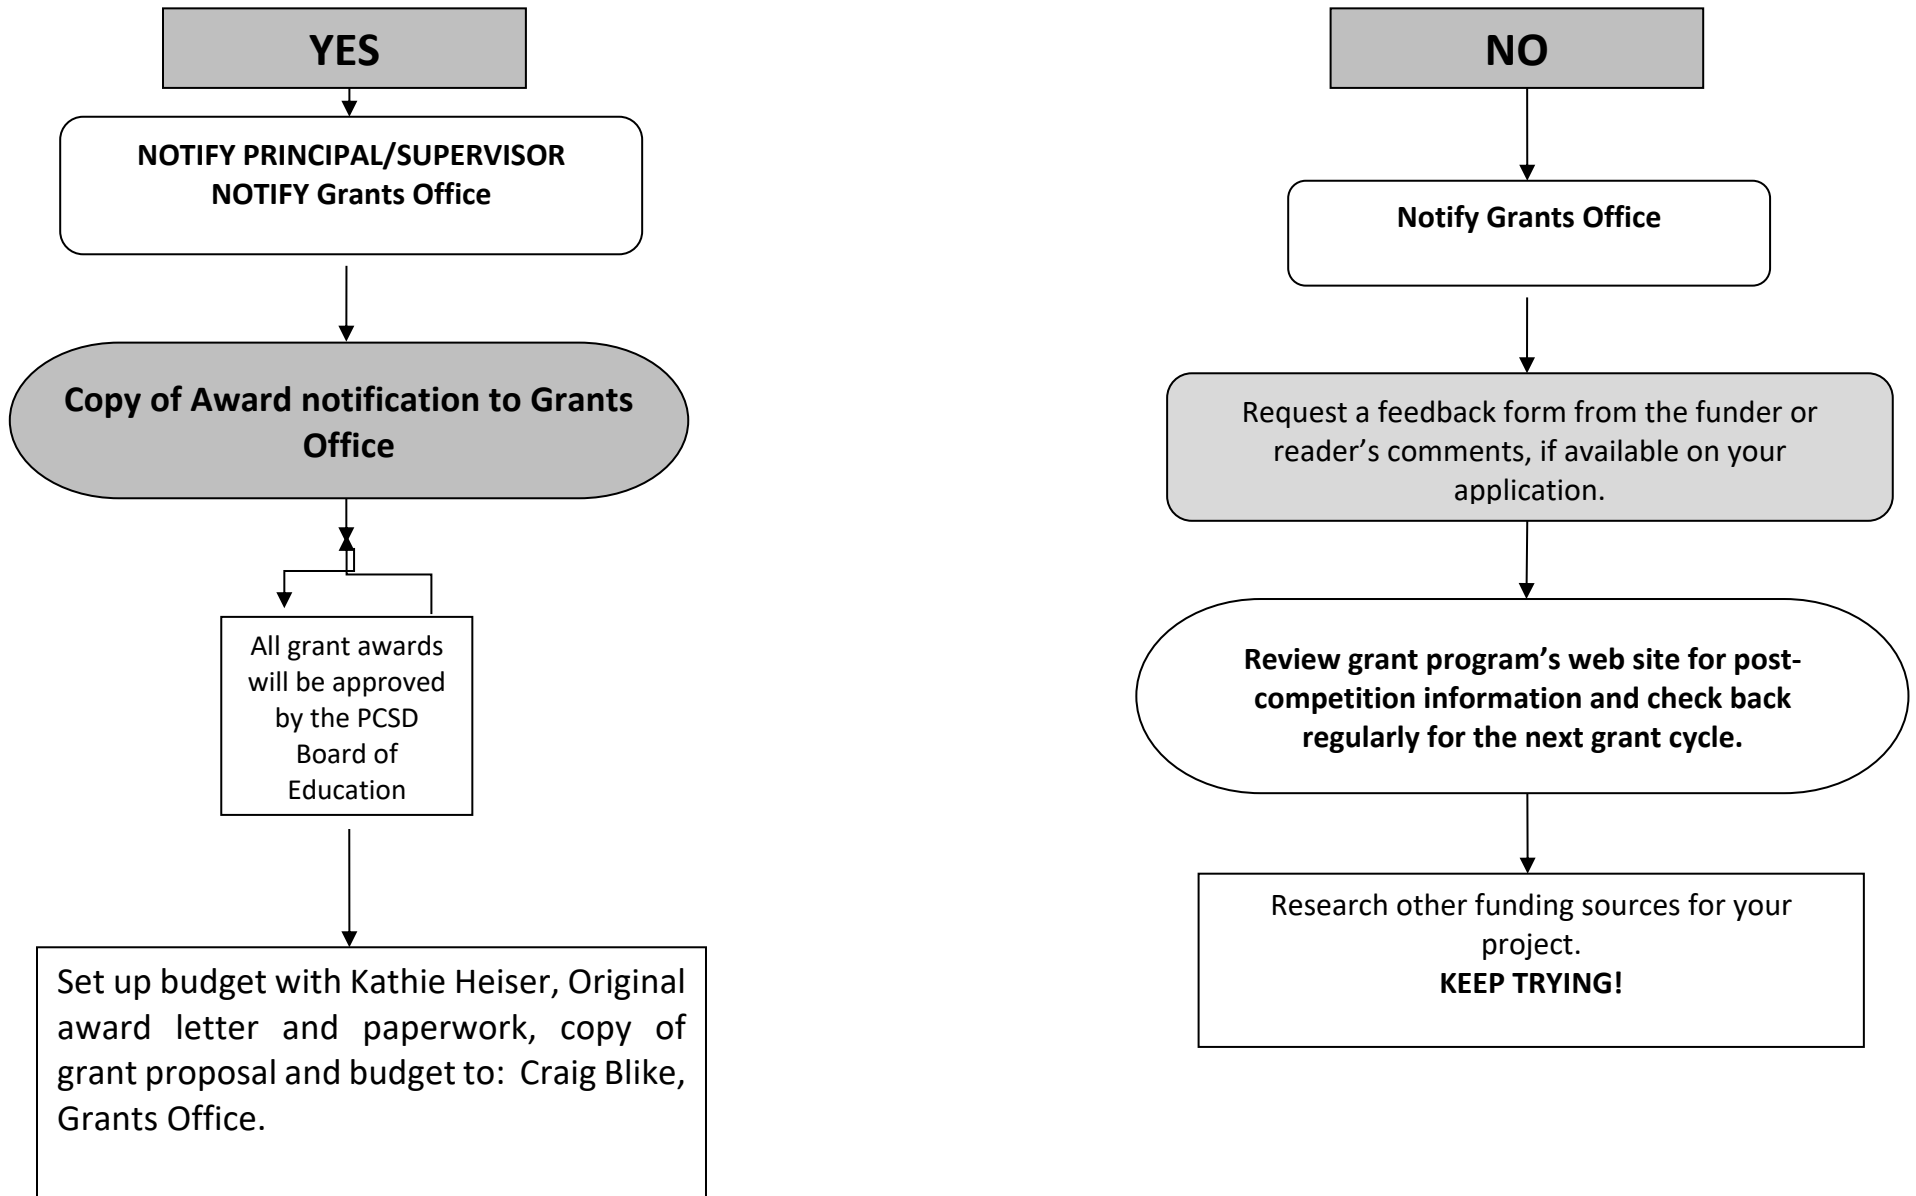 YES
NOTIFY PRINCIPAL/SUPERVISOR
NOTIFY Grants Office
Copy of Award notification to Grants
Office
All grant awards
will be approved
by the PCSD
Board of
Education
Set up budget with Kathie Heiser, Original
award letter and paperwork, copy of
grant proposal and budget to: Craig Blike,
Grants Office.
NO
Notify Grants Office
Request a feedback form from the funder or
reader’s comments, if available on your
application.
Review grant program’s web site for post-
competition information and check back
regularly for the next grant cycle.
Research other funding sources for your
project.
KEEP TRYING!